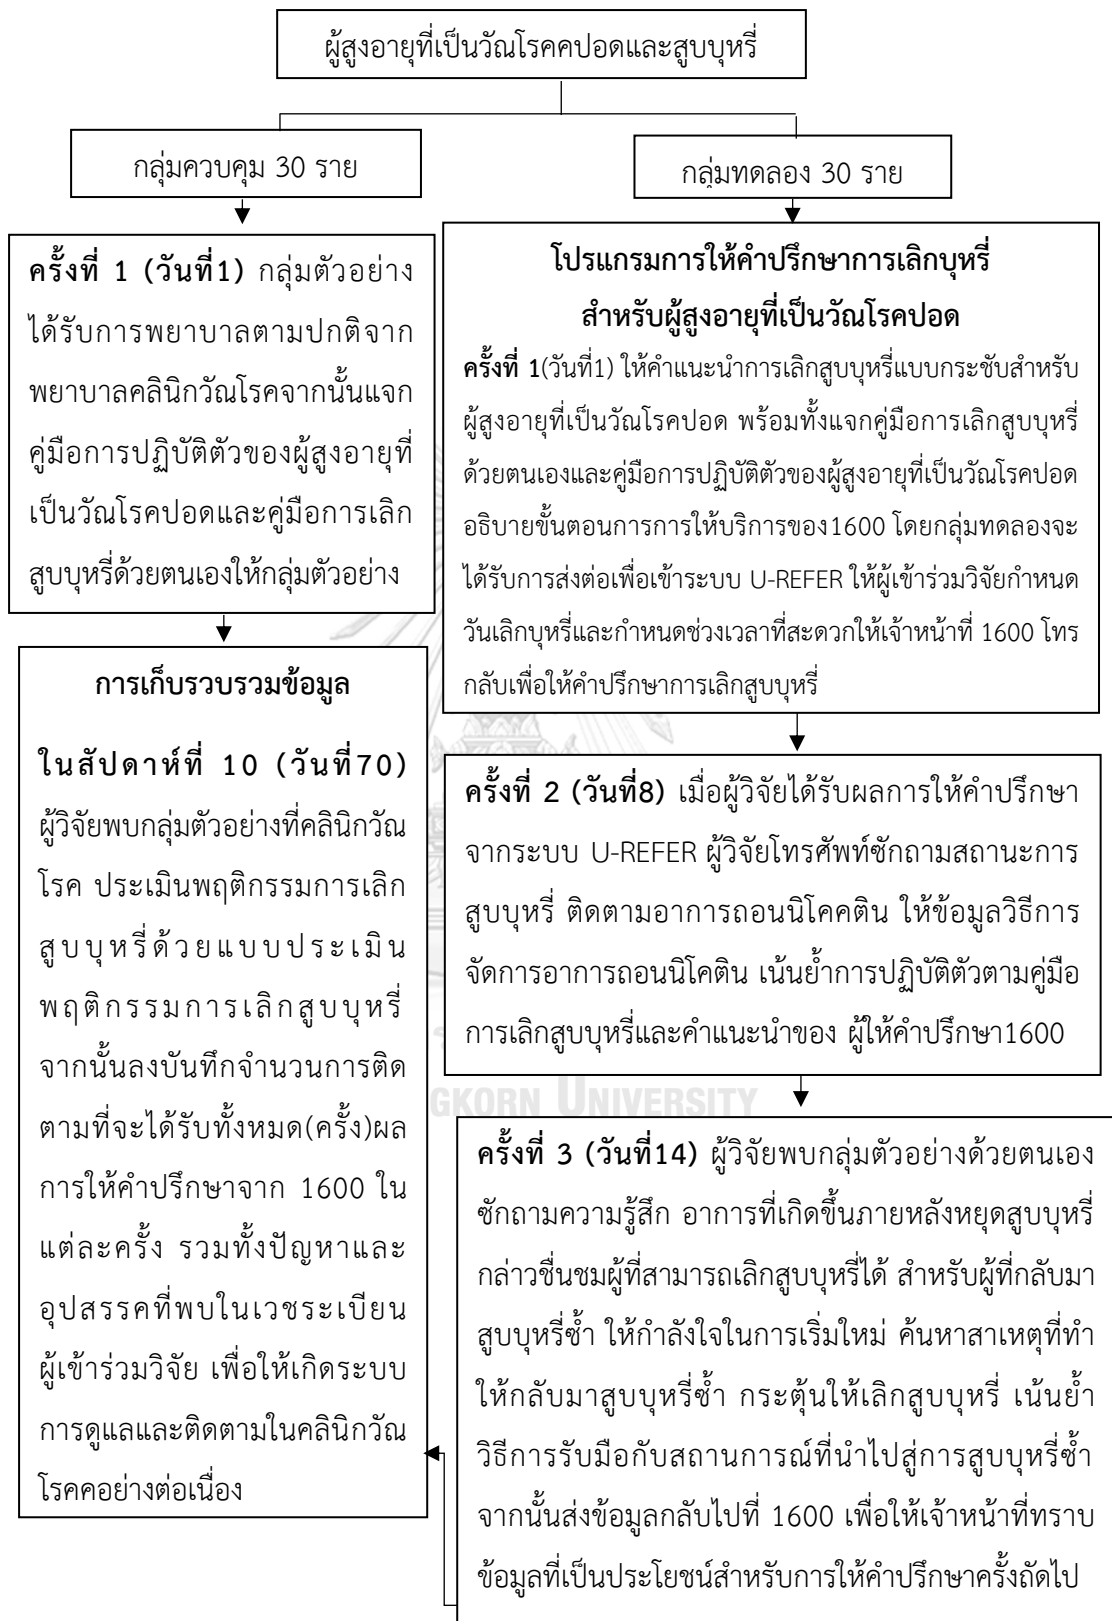 ผู้สูงอายุที่เป็นวัณโรคคปอดและสูบบุหรี่
กลุ่มควบคุม 30 ราย
กลุ่มทดลอง 30 ราย
ครั้งที่ 1 (วันที่1) กลุ่มตัวอย่าง
ได้รับการพยาบาลตามปกติจาก
พยาบาลคลินิกวัณโรคจากนั้นแจก
คู่มือการปฏิบัติตัวของผู้สูงอายุที่
เป็นวัณโรคปอดและคู่มือการเลิก
สูบบุหรี่ด้วยตนเองให้กลุ่มตัวอย่าง
การเก็บรวบรวมข้อมูล
ในสัปดาห์ที่ 10 (วันที่70)
ผู้วิจัยพบกลุ่มตัวอย่างที่คลินิกวัณ
โรค ประเมินพฤติกรรมการเลิก
สูบบุหรี่ด้วยแบบประเมิน
พฤติกรรมการเลิกสูบบุหรี่
จากนั้นลงบันทึกจำนวนการติด
ตามที่จะได้รับทั้งหมด(ครั้ง)ผล
การให้คำปรึกษาจาก 1600 ใน
แต่ละครั้ง รวมทั้งปัญหาและ
อุปสรรคที่พบในเวชระเบียน
ผู้เข้าร่วมวิจัย เพื่อให้เกิดระบบ
การดูแลและติดตามในคลินิกวัณ
โรคคอย่างต่อเนื่อง
โปรแกรมการให้คำปรึกษาการเลิกบุหรี่
สำหรับผู้สูงอายุที่เป็นวัณโรคปอด
ครั้งที่ 1(วันที่1) ให้คำแนะนำการเลิกสูบบุหรี่แบบกระชับสำหรับ
ผู้สูงอายุที่เป็นวัณโรคปอด พร้อมทั้งแจกคู่มือการเลิกสูบบุหรี่
ด้วยตนเองและคู่มือการปฏิบัติตัวของผู้สูงอายุที่เป็นวัณโรคปอด
อธิบายขั้นตอนการการให้บริการของ1600 โดยกลุ่มทดลองจะ
ได้รับการส่งต่อเพื่อเข้าระบบ U-REFER ให้ผู้เข้าร่วมวิจัยกำหนด
วันเลิกบุหรี่และกำหนดช่วงเวลาที่สะดวกให้เจ้าหน้าที่ 1600 โทร
กลับเพื่อให้คำปรึกษาการเลิกสูบบุหรี่
ครั้งที่ 2 (วันที่8) เมื่อผู้วิจัยได้รับผลการให้คำปรึกษา
จากระบบ U-REFER ผู้วิจัยโทรศัพท์ซักถามสถานะการ
สูบบุหรี่ ติดตามอาการถอนนิโคคติน ให้ข้อมูลวิธีการ
จัดการอาการถอนนิโคติน เน้นย้ำการปฏิบัติตัวตามคู่มือ
การเลิกสูบบุหรี่และคำแนะนำของ ผู้ให้คำปรึกษา1600
GKORN UNIVERSITY
ครั้งที่ 3 (วันที่14) ผู้วิจัยพบกลุ่มตัวอย่างด้วยตนเอง
ซักถามความรู้สึก อาการที่เกิดขึ้นภายหลังหยุดสูบบุหรี่
กล่าวชื่นชมผู้ที่สามารถเลิกสูบบุหรี่ได้ สำหรับผู้ที่กลับมา
สูบบุหรี่ซ้ำ ให้กำลังใจในการเริ่มใหม่ ค้นหาสาเหตุที่ทำ
ให้กลับมาสูบบุหรี่ซ้ำ กระตุ้นให้เลิกสูบบุหรี่ เน้นย้ำ
วิธีการรับมือกับสถานการณ์ที่นำไปสู่การสูบบุหรี่ซ้ำ
จากนั้นส่งข้อมูลกลับไปที่ 1600 เพื่อให้เจ้าหน้าที่ทราบ
ข้อมูลที่เป็นประโยชน์สำหรับการให้คำปรึกษาครั้งถัดไป